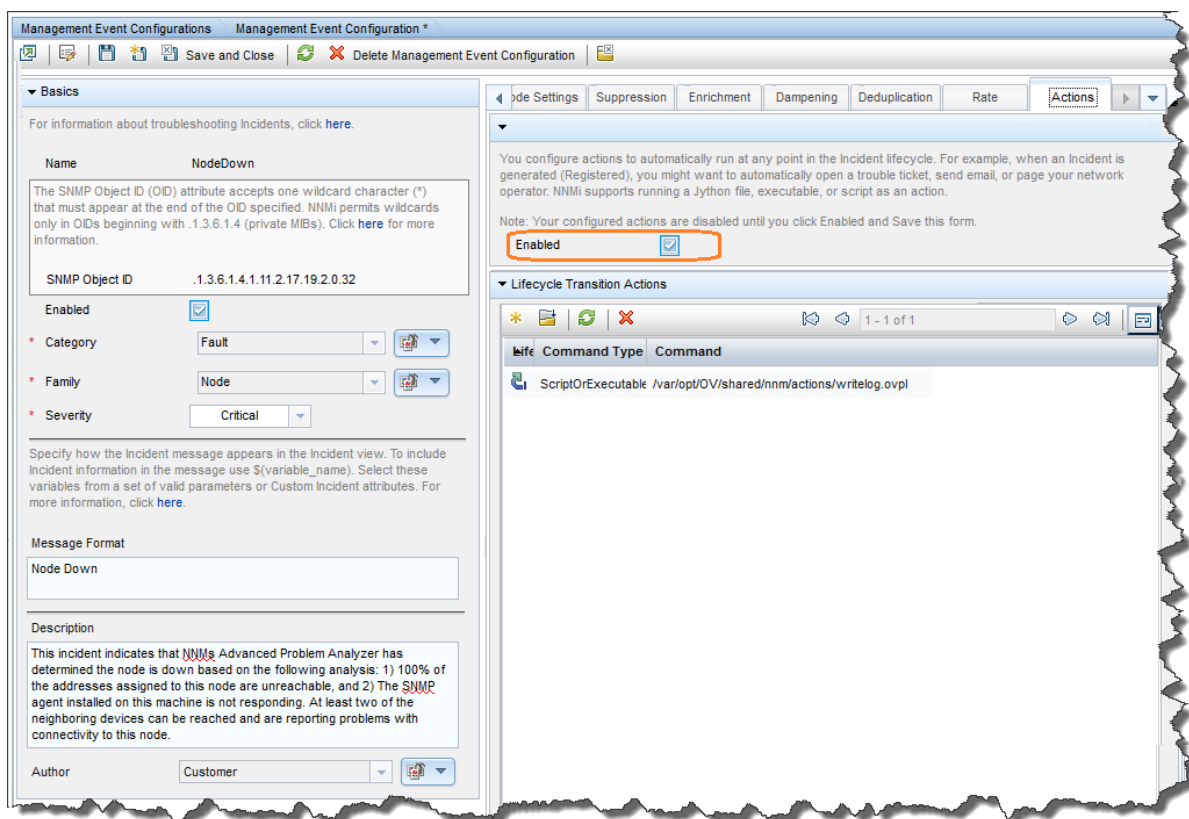 Management Event Configurations Management Event Configuration *
Save and Close Delete Management Event Configuration
Basics
For information about troubleshooting Incidents, click here.
Name NodeDown
The SNMP Object ID (OID) attribute accepts one wildcard character (*)
that must appear at the end of the OID specified. NNMi permits wildcards
only in OIDs beginning with .1.3.6.1.4 (private MIBs). Click here for more
information.
SNMP Object ID .1.3.6.1.4.1.11.2.17.19.2.0.32
Enabled
* Category Fault
* Family Node
* Severity Critical
Specify how the Incident message appears in the Incident view. To include
Incident information in the message use $(variable_name). Select these
variables from a set of valid parameters or Custom Incident attributes. For
more information, click here.
Message Format
Node Down
Description
This incident indicates that NNMs Advanced Problem Analyzer has
determined the node is down based on the following analysis: 1) 100% of
the addresses assigned to this node are unreachable, and 2) The SNMP
agent installed on this machine is not responding. At least two of the
neighboring devices can be reached and are reporting problems with
connectivity to this node.
Author Customer
ode Settings Suppression Enrichment Dampening Deduplication Rate Actions
You configure actions to automatically run at any point in the Incident lifecycle. For example, when an Incident is
generated (Registered), you might want to automatically open a trouble ticket, send email, or page your network
operator. NNMi supports running a Jython file, executable, or script as an action.
Note: Your configured actions are disabled until you click Enabled and Save this form.
Enabled
Lifecycle Transition Actions
1 - 1 of 1
Life Command Type Command
ScriptOrExecutable /var/opt/OV/shared/nnm/actions/writelog.ovpl